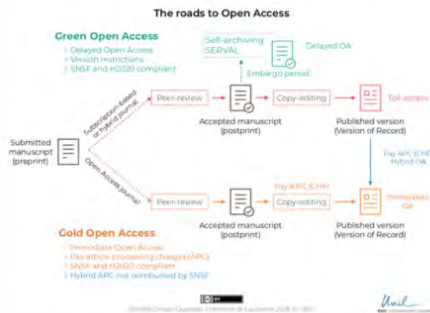 The roads to Open Access
Green Open Access
Delayed Open Access
Version restrictions
SNSF and H2020 compliant
Self-archiving
SERVAL
Delayed OA
Embargo period
Subscription-based
or hybrid journal
Peer-review
Copy-editing
Toll-access
Accepted manuscript
(postprint)
Published version
(Version of Record)
Submitted
manuscript
(preprint)
Open Access journal
Pay APC (CHF)
Hybrid OA
Pay APC (CHF)
Peer-review
Copy-editing
Immediate
OA
Accepted manuscript
(postprint)
Published version
(Version of Record)
Gold Open Access
Immediate Open Access
Pay article processing charges (APC)
SNSF and H2020 compliant
Hybrid APC not reimbursed by SNSF
Unil